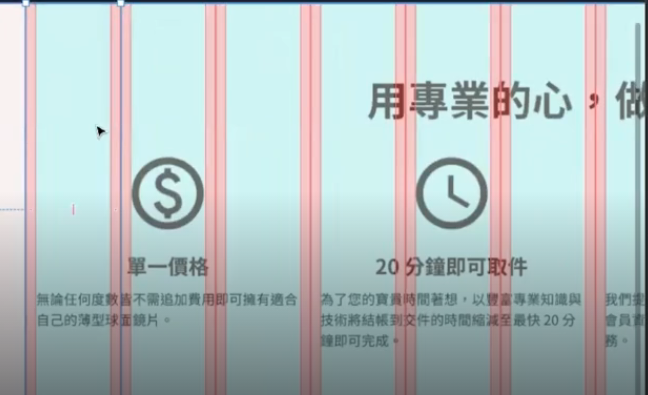 用專業的心，做
單一價格
無論任何度數皆不需追加費用即可擁有適合
自己的薄型球面鏡片。
20 分鐘即可取件
為了您的寶貴時間著想，以豐富專業知識與
技術將結帳到交件的時間縮減至最快 20 分
鐘即可完成。
我們提
會員資
務。